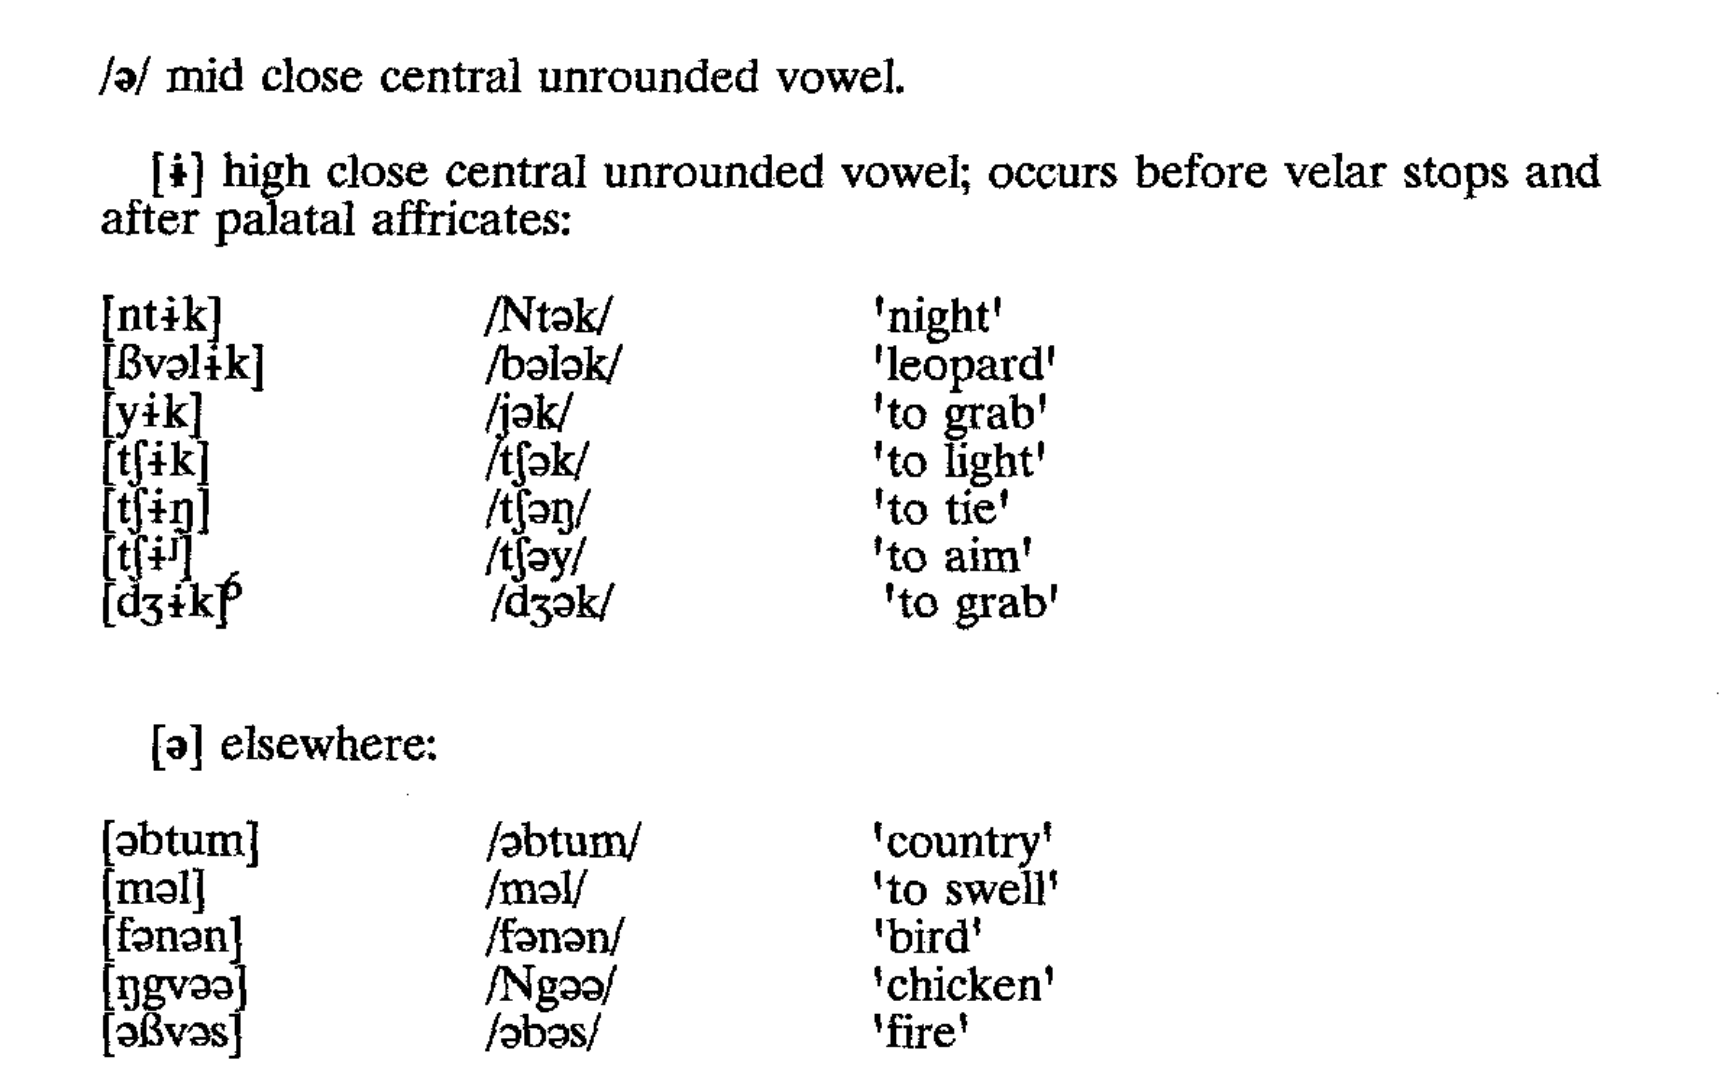 /ə/ mid close central unrounded vowel.
[ɨ] high close central unrounded vowel; occurs before velar stops and
after palatal affricates:
[ntɨk] /Ntək/ 'night'
[ßvəlɨk] /bələk/ 'leopard'
[yɨk] /jək/ 'to grab'
[tʃɨk] /tʃək/ 'to light'
[tʃɨŋ] /tʃəŋ/ 'to tie'
[tʃɨᴶ] /tʃəy/ 'to aim'
[dʒɨk] /dʒək/ 'to grab'
[ə] elsewhere:
[əbtum] /əbtum/ 'country'
[məl] /məl/ 'to swell'
[fənən] /fənən/ 'bird'
[ŋgvəə] /Ngəə/ 'chicken'
[əßvəs] /əbəs/ 'fire'